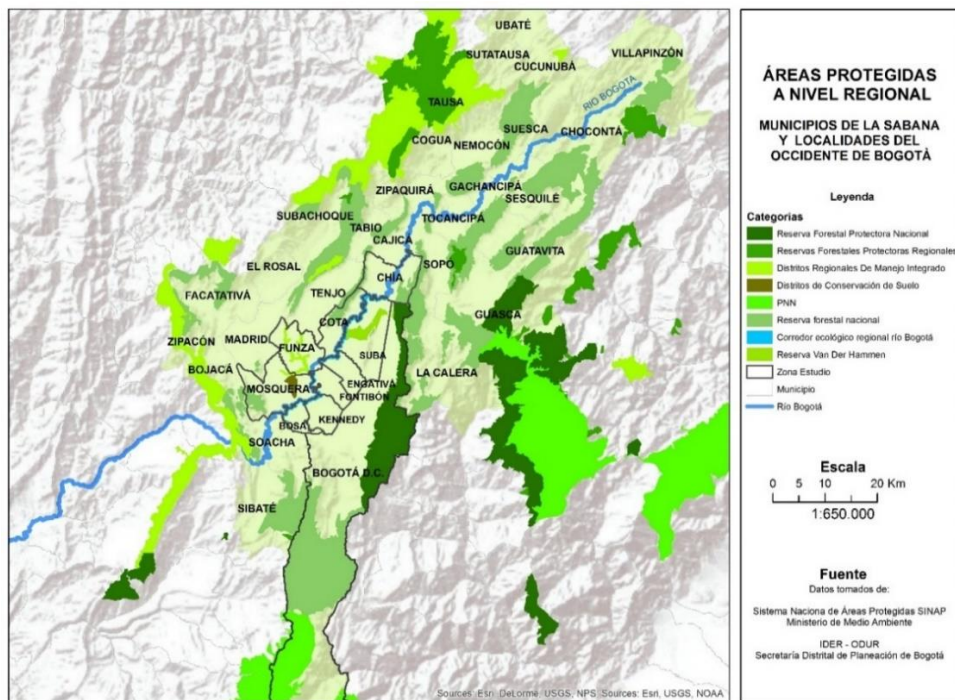 UBATÉ
SUTATAUSA
CUCUNUBÁ
VILLAPINZÓN
TAUSA
RIO BOGOTA
COGUA
NEMOCÓN
SUESCA
CHOCONTÁ
ZIPAQUIRÁ
GACHANCIPÁ
SESQUILÉ
SUBACHOQUE
TABIO
TOCANCIPÁ
CAJICÁ
GUATAVITA
EL ROSAL
SOPÓ
CHÍA
FACATATIVÁ
TENJO
COTA
GUASCA
ZIPACÓN
MADRID
FUNZA
SUBA
BOJACÁ
LA CALERA
MOSQUERA
ENGATIVÁ
FONTIBÓN
BOSA
KENNEDY
SOACHA
BOGOTÁ D.C.
SIBATÉ
Sources: Esri, DeLorme, USGS, NPS, Sources: Esri, USGS, NOAA
ÁREAS PROTEGIDAS
A NIVEL REGIONAL
MUNICIPIOS DE LA SABANA
Y LOCALIDADES DEL
OCCIDENTE DE BOGOTÀ
Leyenda
Categorias
Reserva Forestal Protectora Nacional
Reservas Forestales Protectoras Regionales
Distritos Regionales De Manejo Integrado
Distritos de Conservación de Suelo
PNN
Reserva forestal nacional
Corredor ecológico regional río Bogotá
Reserva Van Der Hammen
Zona Estudio
Municipio
Río Bogotá
Escala
0 5 10 20 Km
1:650.000
Fuente
Datos tomados de:
Sistema Naciona de Áreas Protegidas SINAP
Ministerio de Medio Ambiente
IDER - ODUR
Secretaría Distrital de Planeación de Bogotá